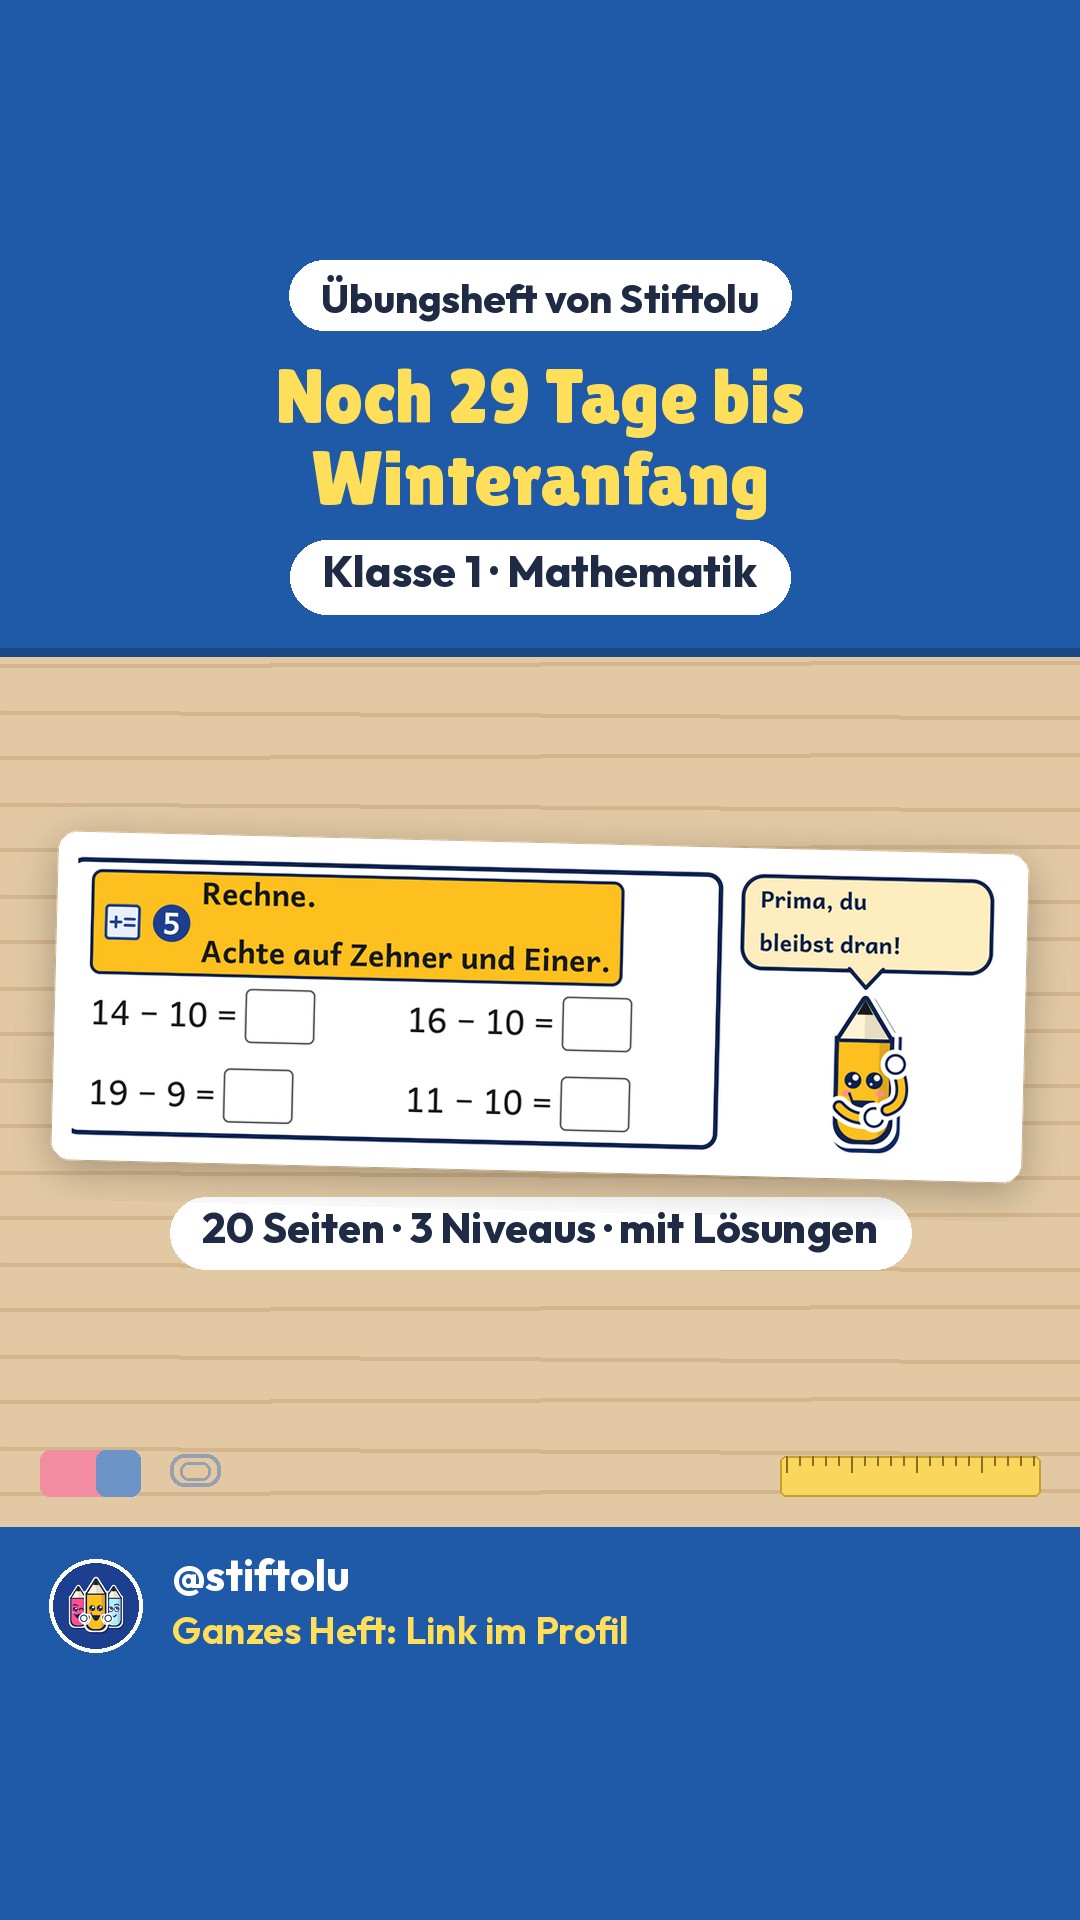 Übungsheft von Stiftolu
Noch 29 Tage bis
Winteranfang
Klasse 1 · Mathematik
+= 5 Rechne.
Achte auf Zehner und Einer.
14 − 10 =
16 − 10 =
19 − 9 =
11 − 10 =
Prima, du
bleibst dran!
20 Seiten · 3 Niveaus · mit Lösungen
@stiftolu
Ganzes Heft: Link im Profil